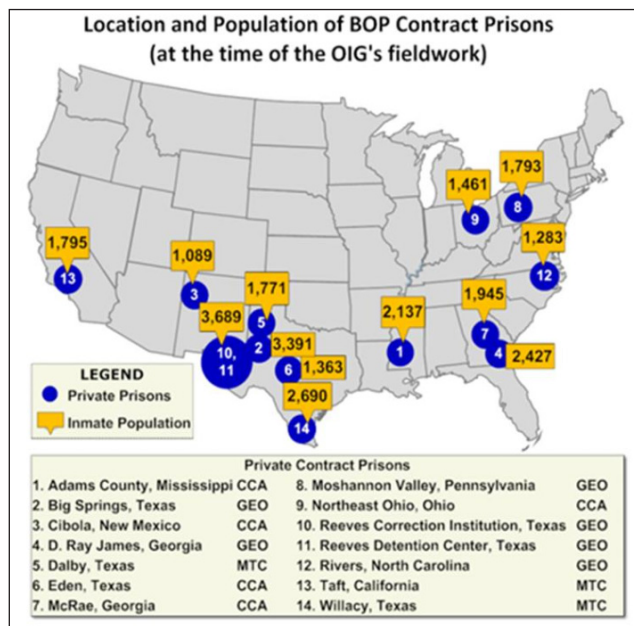 Location and Population of BOP Contract Prisons
(at the time of the OIG's fieldwork)
1,793
1,461
8
9
1,795
1,283
1,089
13
12
1,771
1,945
3
2,137
3,689
5
7
3,391
2
10,
11
1
4
2,427
6
1,363
2,690
14
LEGEND
Private Prisons
Inmate Population
Private Contract Prisons
1. Adams County, Mississippi CCA
2. Big Springs, Texas GEO
3. Cibola, New Mexico CCA
4. D. Ray James, Georgia GEO
5. Dalby, Texas MTC
6. Eden, Texas CCA
7. McRae, Georgia CCA
8. Moshannon Valley, Pennsylvania GEO
9. Northeast Ohio, Ohio CCA
10. Reeves Correction Institution, Texas GEO
11. Reeves Detention Center, Texas GEO
12. Rivers, North Carolina GEO
13. Taft, California MTC
14. Willacy, Texas MTC